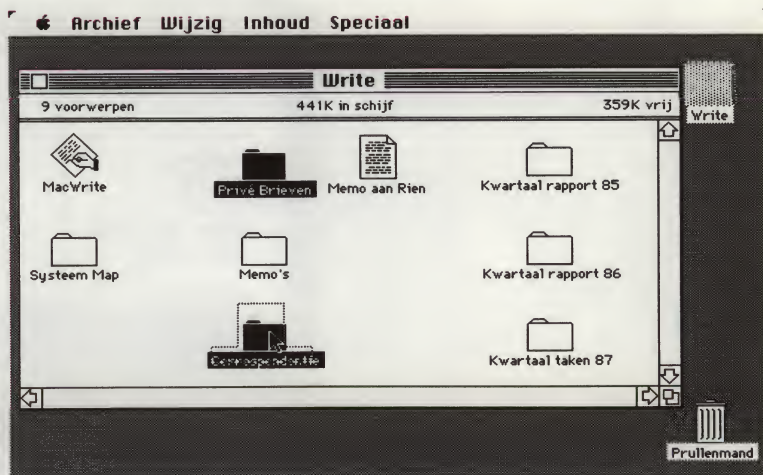 Archief Wijzig Inhoud Speciaal
Write
9 voorwerpen 441K in schijf 359K vrij
Write
MacWrite
Privé Brieven
Memo aan Rien
Kwartaal rapport 85
Systeem Map
Memo's
Kwartaal rapport 86
Correspondentie
Kwartaal taken 87
Prullenmand